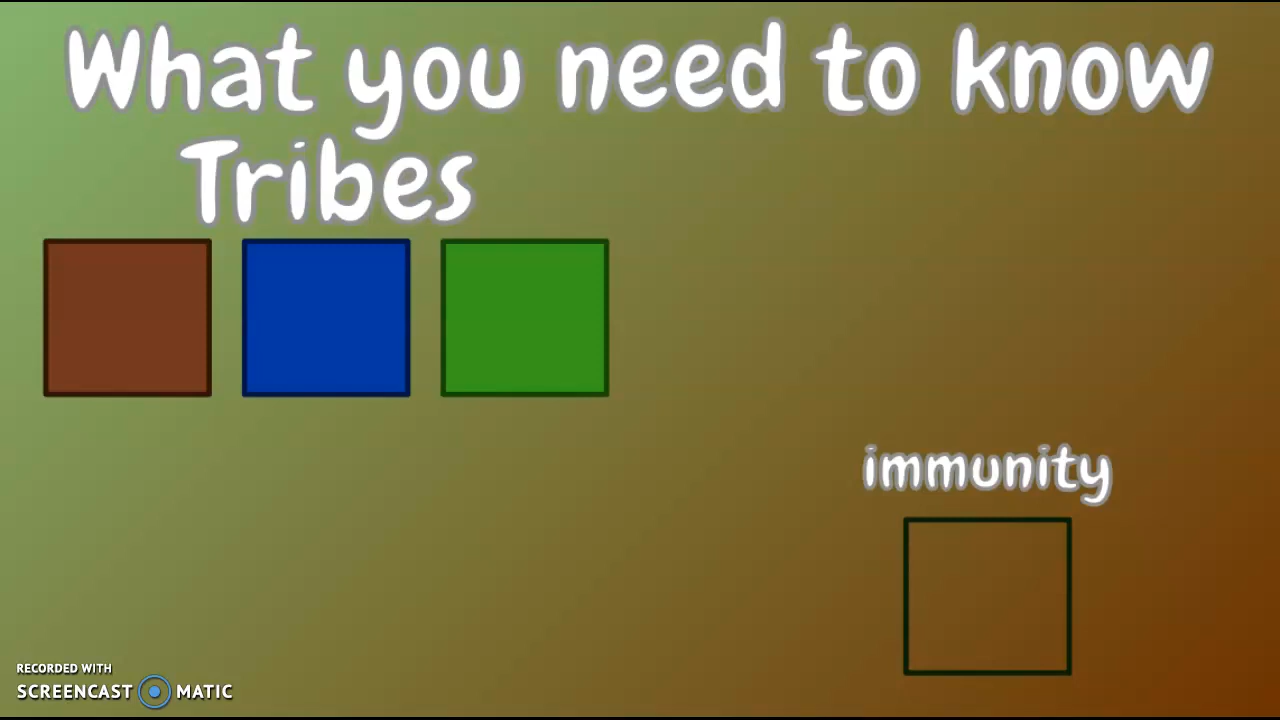 What you need to know
Tribes
immunity
RECORDED WITH
SCREENCAST MATIC